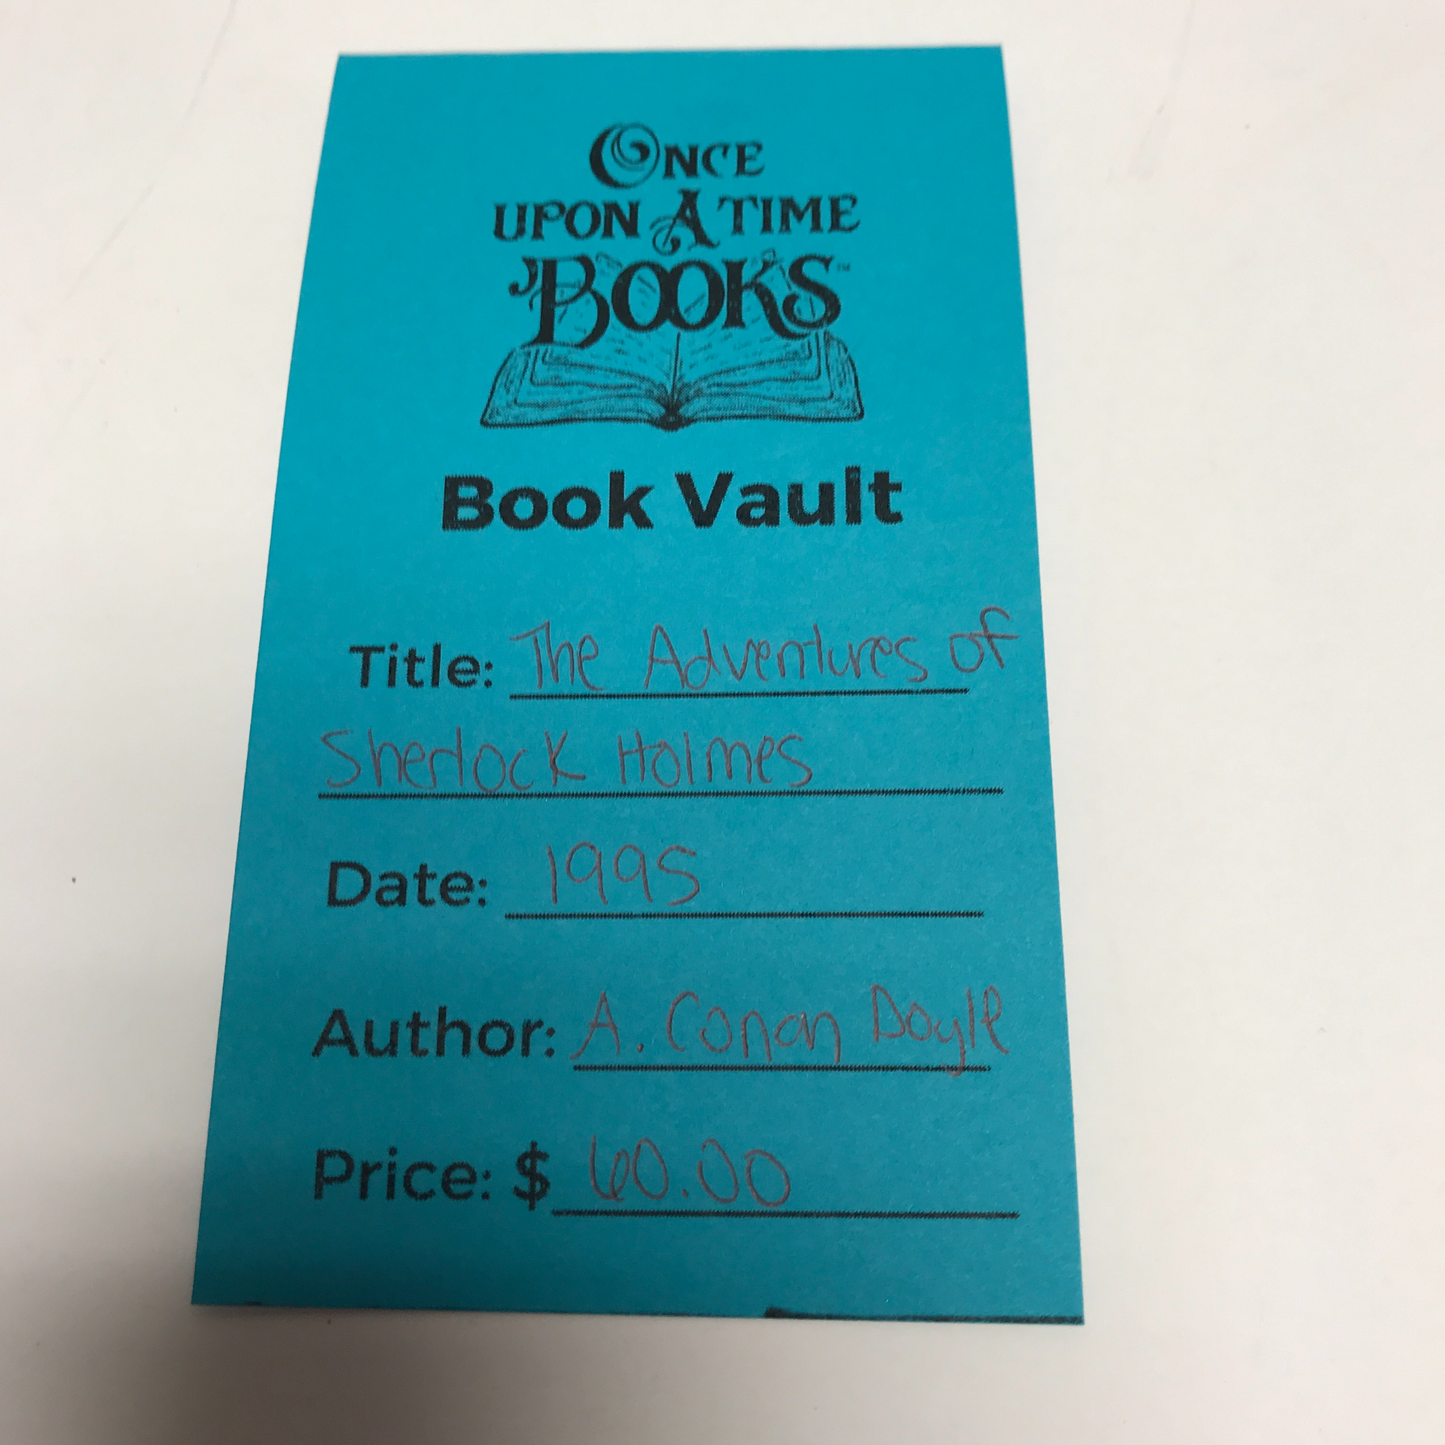 ONCE
UPON A TIME
BOOKS™
Book Vault
Title: The Adventures of
Sherlock Holmes
Date: 1995
Author: A. Conan Doyle
Price: $ 60.00